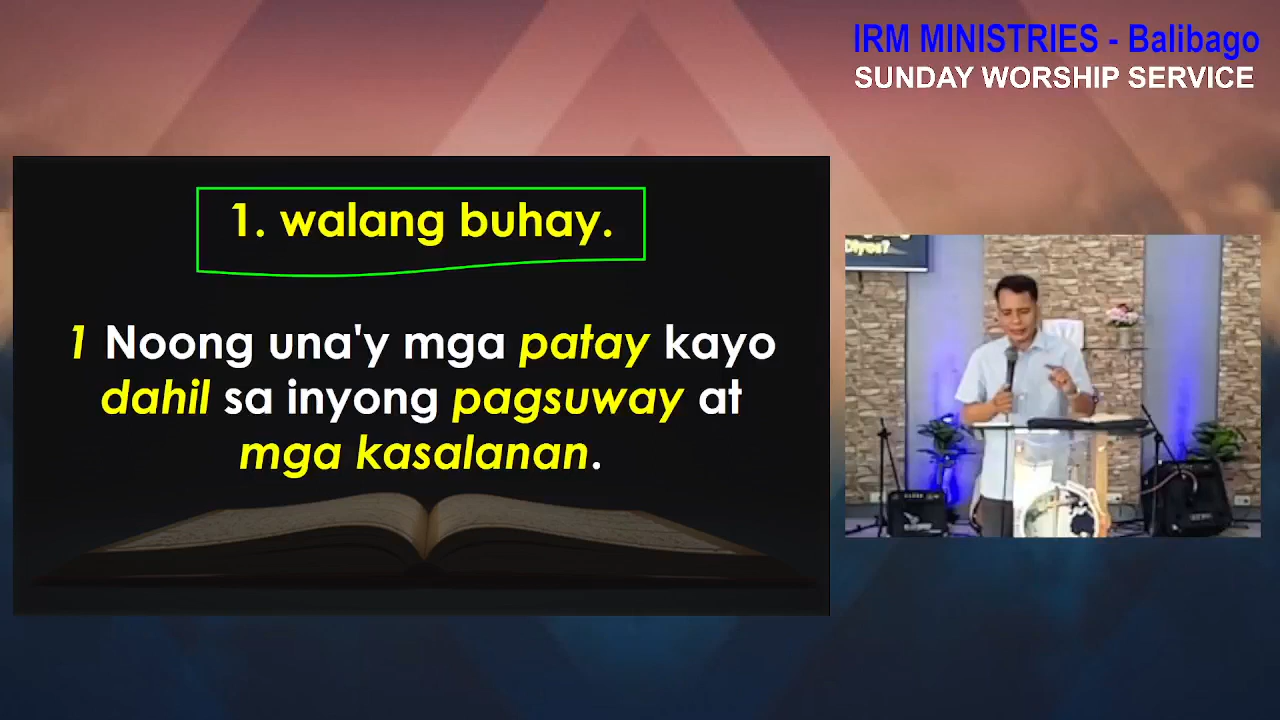 IRM MINISTRIES - Balibago
SUNDAY WORSHIP SERVICE
1. walang buhay.
1 Noong una'y mga patay kayo
dahil sa inyong pagsuway at
mga kasalanan.
Diyos?